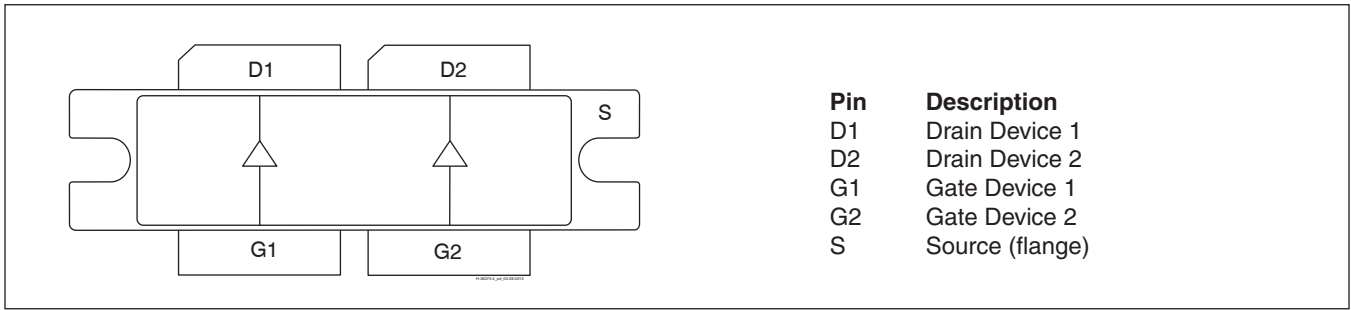 D1 D2
S
G1 G2
Pin Description
D1 Drain Device 1
D2 Drain Device 2
G1 Gate Device 1
G2 Gate Device 2
S Source (flange)